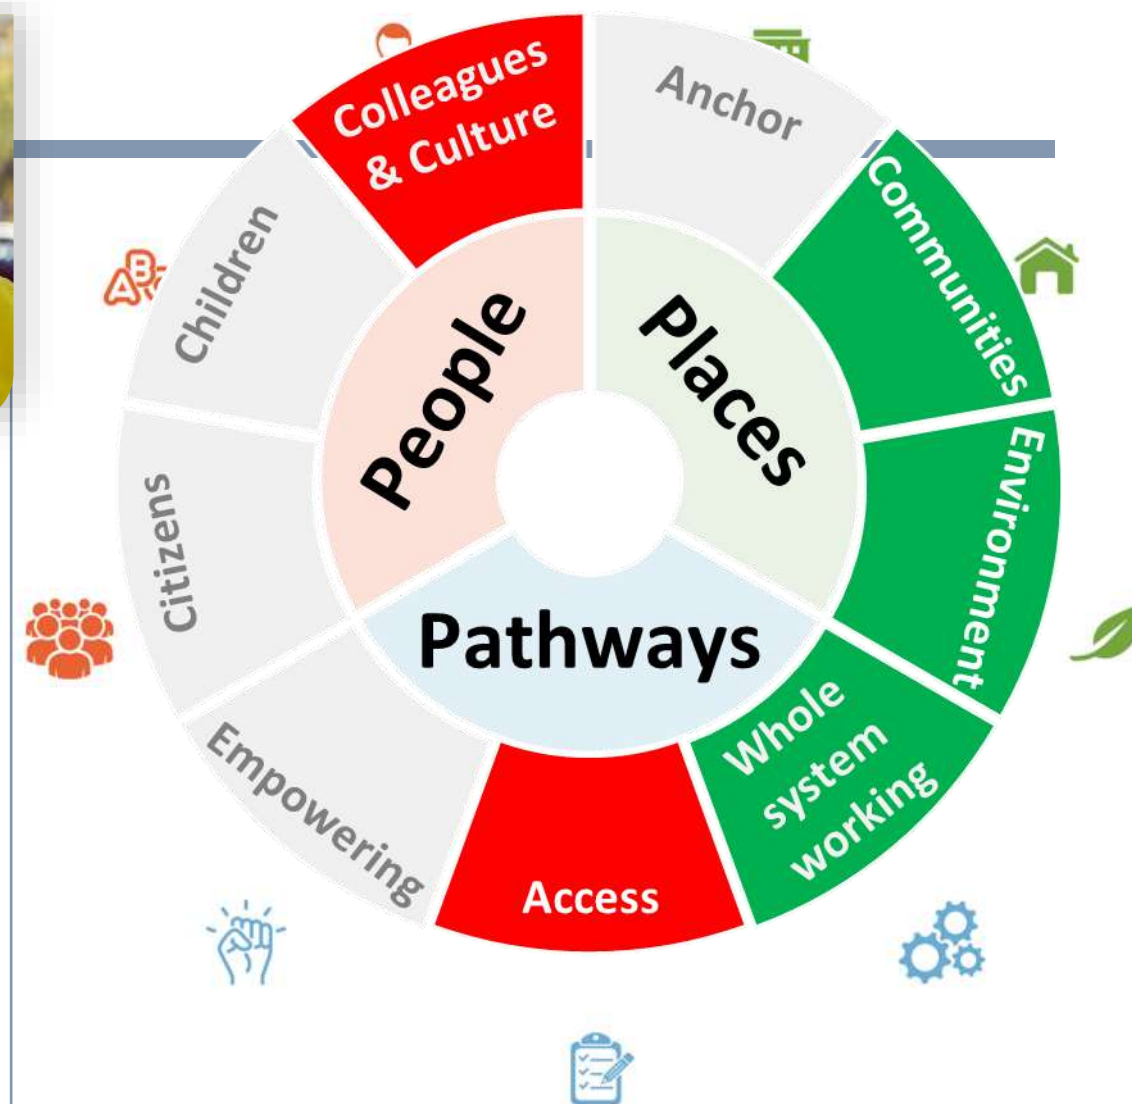 Colleagues
& Culture
Anchor
Communities
Environment
Whole
system
working
Access
Empowering
Citizens
Children
People
Places
Pathways